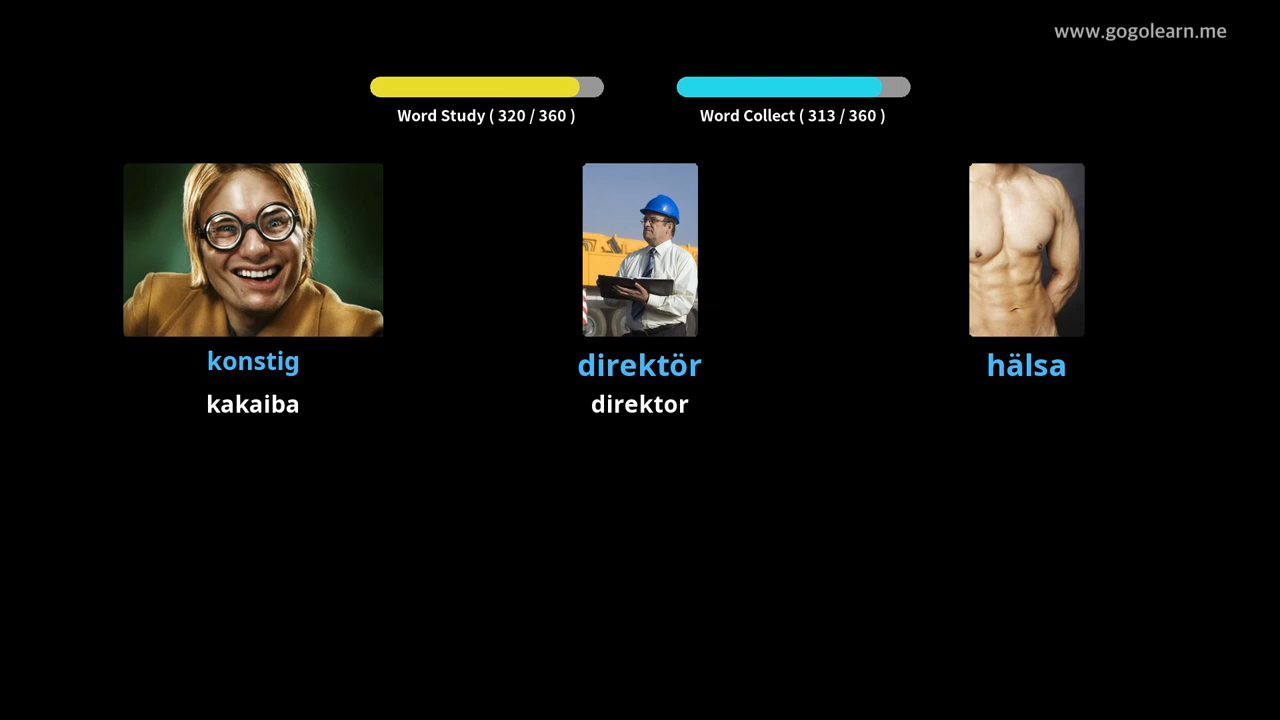 www.gogolearn.me
Word Study ( 320 / 360 )
Word Collect ( 313 / 360 )
konstig
kakaiba
direktör
direktor
hälsa